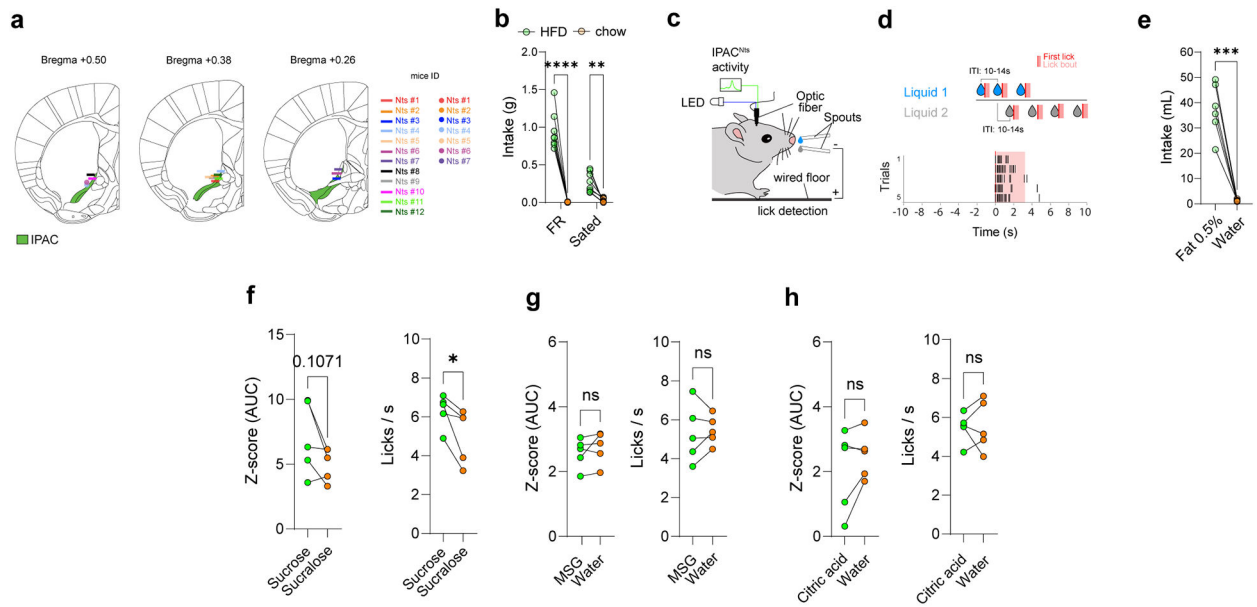 a
Bregma +0.50
Bregma +0.38
Bregma +0.26
mice ID
Nts #1
Nts #2
Nts #3
Nts #4
Nts #5
Nts #6
Nts #7
Nts #8
Nts #9
Nts #10
Nts #11
Nts #12
Nts #1
Nts #2
Nts #3
Nts #4
Nts #5
Nts #6
Nts #7
IPAC
b
HFD
chow
Intake (g)
2.0
1.5
1.0
0.5
0.0
****
**
FR
Sated
c
IPACNts
activity
LED
Optic
fiber
Spouts
-
wired floor
+
lick detection
d
First lick
Lick bout
ITI: 10-14s
Liquid 1
Liquid 2
ITI: 10-14s
Trials
1
5
-10 -8 -6 -4 -2 0 2 4 6 8 10
Time (s)
e
Intake (mL)
60
50
40
30
20
10
0
***
Fat 0.5%
Water
f
Z-score (AUC)
15
10
5
0
0.1071
Sucrose
Sucralose
Licks / s
10
8
6
4
2
0
*
Sucrose
Sucralose
g
Z-score (AUC)
6
4
2
0
ns
MSG
Water
Licks / s
10
8
6
4
2
0
ns
MSG
Water
h
Z-score (AUC)
6
4
2
0
ns
Citric acid
Water
Licks / s
10
8
6
4
2
0
ns
Citric acid
Water